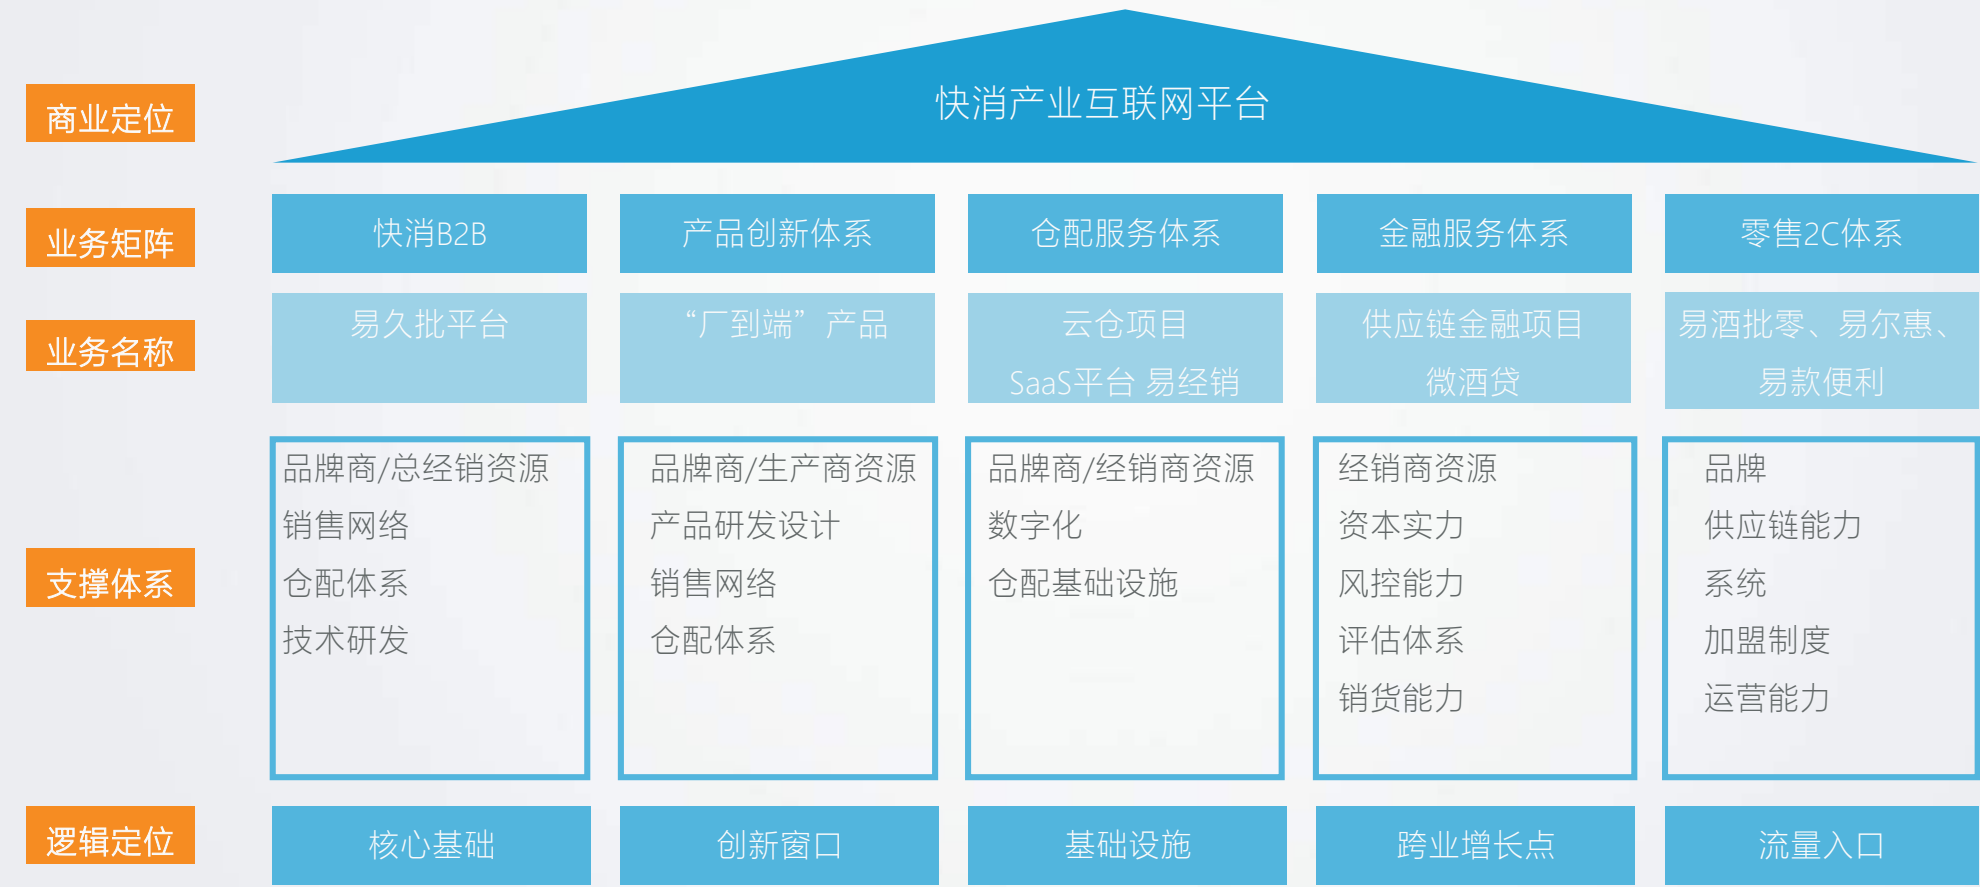 商业定位
快消产业互联网平台
业务矩阵
快消B2B
产品创新体系
仓配服务体系
金融服务体系
零售2C体系
业务名称
易久批平台
“厂到端”产品
云仓项目
SaaS平台 易经销
供应链金融项目
微酒贷
易酒批零、易尔惠、
易款便利
支撑体系
品牌商/总经销资源
销售网络
仓配体系
技术研发
品牌商/生产商资源
产品研发设计
销售网络
仓配体系
品牌商/经销商资源
数字化
仓配基础设施
经销商资源
资本实力
风控能力
评估体系
销货能力
品牌
供应链能力
系统
加盟制度
运营能力
逻辑定位
核心基础
创新窗口
基础设施
跨业增长点
流量入口